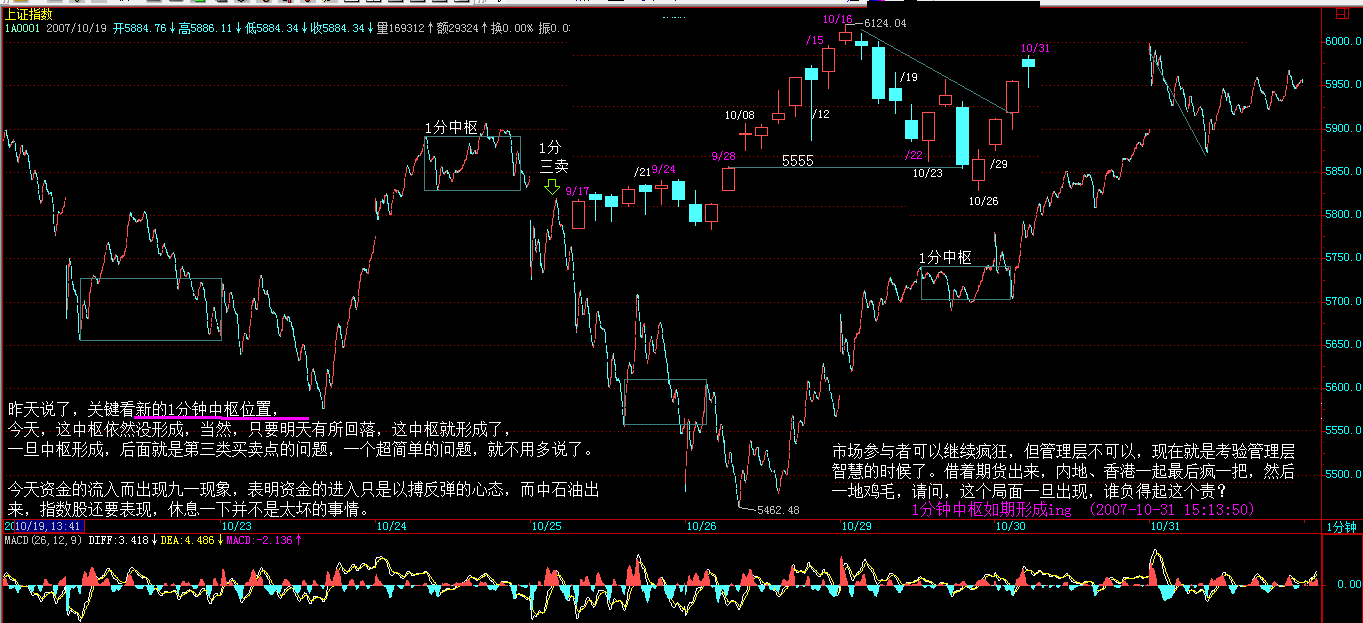 上证指数
1A0001 2007/10/19 开5884.76↓高5886.11↓低5884.34↓收5884.34↓量169312↑额29324↑换0.00% 振0.0
10/16
6124.04
/15
10/31
/19
10/08
/12
1分中枢
5555
9/26
/22
/29
1分
三卖
/21
9/24
10/23
9/17
10/26
1分中枢
昨天说了，关键看新的1分钟中枢位置，
今天，这中枢依然没形成，当然，只要明天有所回落，这中枢就形成了，
一旦中枢形成，后面就是第三类买卖点的问题，一个超简单的问题，就不用多说了。
今天资金的流入而出现九一现象，表明资金的进入只是以搏反弹的心态，而中石油出
来，指数股还要表现，休息一下并不是太坏的事情。
市场参与者可以继续疯狂，但管理层不可以，现在就是考验管理层
智慧的时候了。借着期货出来，内地、香港一起最后疯一把，然后
一地鸡毛，请问，这个局面一旦出现，谁负得起这个责？
1分钟中枢如期形成ing （2007-10-31 15:13:50）
5462.48
日
6000.0
5950.0
5900.0
5850.0
5800.0
5750.0
5700.0
5650.0
5600.0
5550.0
5500.0
10/19,13:41
10/23
10/24
10/25
10/26
10/29
10/30
10/31
1分钟
MACD(26,12,9) DIFF:3.418↓DEA:4.486↓MACD:-2.136↑
0.00